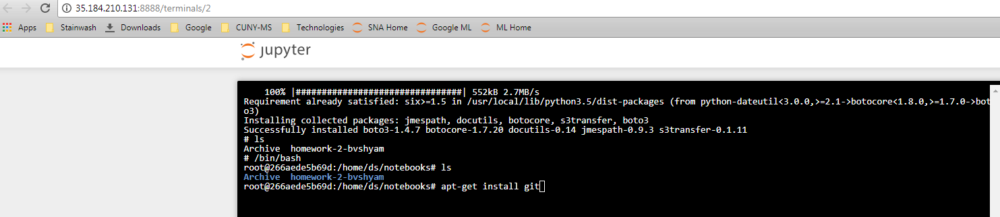 35.184.210.131:8888/terminals/2
Apps Stainwash Downloads Google CUNY-MS Technologies SNA Home Google ML ML Home
jupyter
100% |################################| 552kB 2.7MB/s
Requirement already satisfied: six>=1.5 in /usr/local/lib/python3.5/dist-packages (from python-dateutil<3.0.0,>=2.1->botocore<1.8.0,>=1.7.0->bot
o3)
Installing collected packages: jmespath, docutils, botocore, s3transfer, boto3
Successfully installed boto3-1.4.7 botocore-1.7.20 docutils-0.14 jmespath-0.9.3 s3transfer-0.1.11
# ls
Archive  homework-2-bvshyam
# /bin/bash
root@266aede5b69d:/home/ds/notebooks# ls
Archive  homework-2-bvshyam
root@266aede5b69d:/home/ds/notebooks# apt-get install git